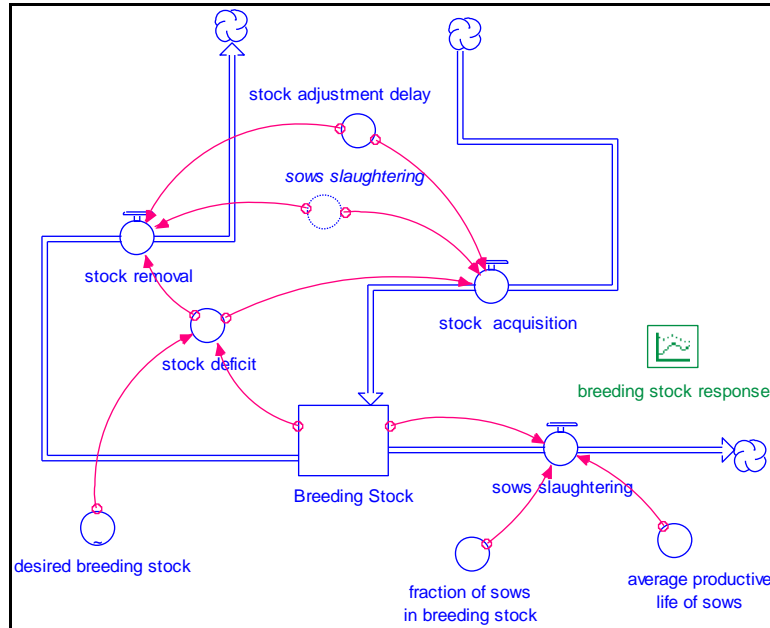 stock adjustment delay
sows slaughtering
stock removal
stock acquisition
stock deficit
breeding stock response
Breeding Stock
sows slaughtering
~
desired breeding stock
fraction of sows
in breeding stock
average productive
life of sows